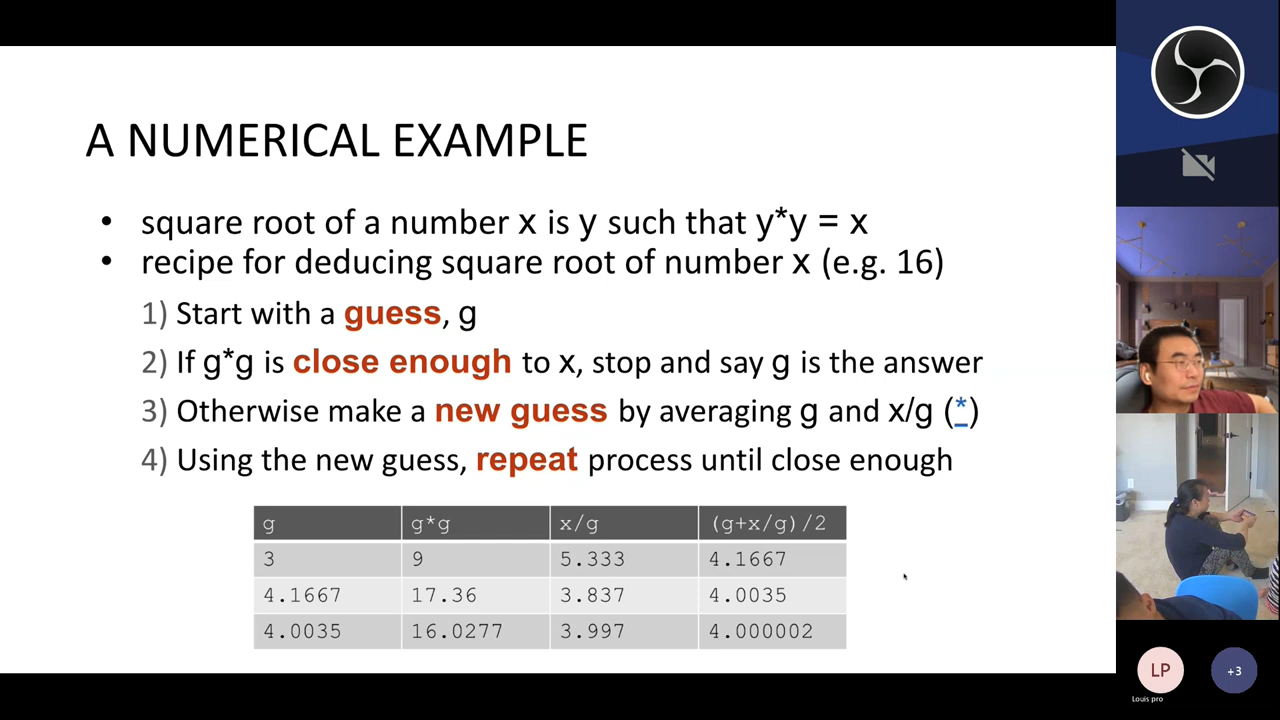 A NUMERICAL EXAMPLE
• square root of a number x is y such that y*y = x
• recipe for deducing square root of number x (e.g. 16)
1) Start with a guess, g
2) If g*g is close enough to x, stop and say g is the answer
3) Otherwise make a new guess by averaging g and x/g (*)
4) Using the new guess, repeat process until close enough
g g*g x/g (g+x/g)/2
3 9 5.333 4.1667
4.1667 17.36 3.837 4.0035
4.0035 16.0277 3.997 4.000002
LP
+3
Louis pro